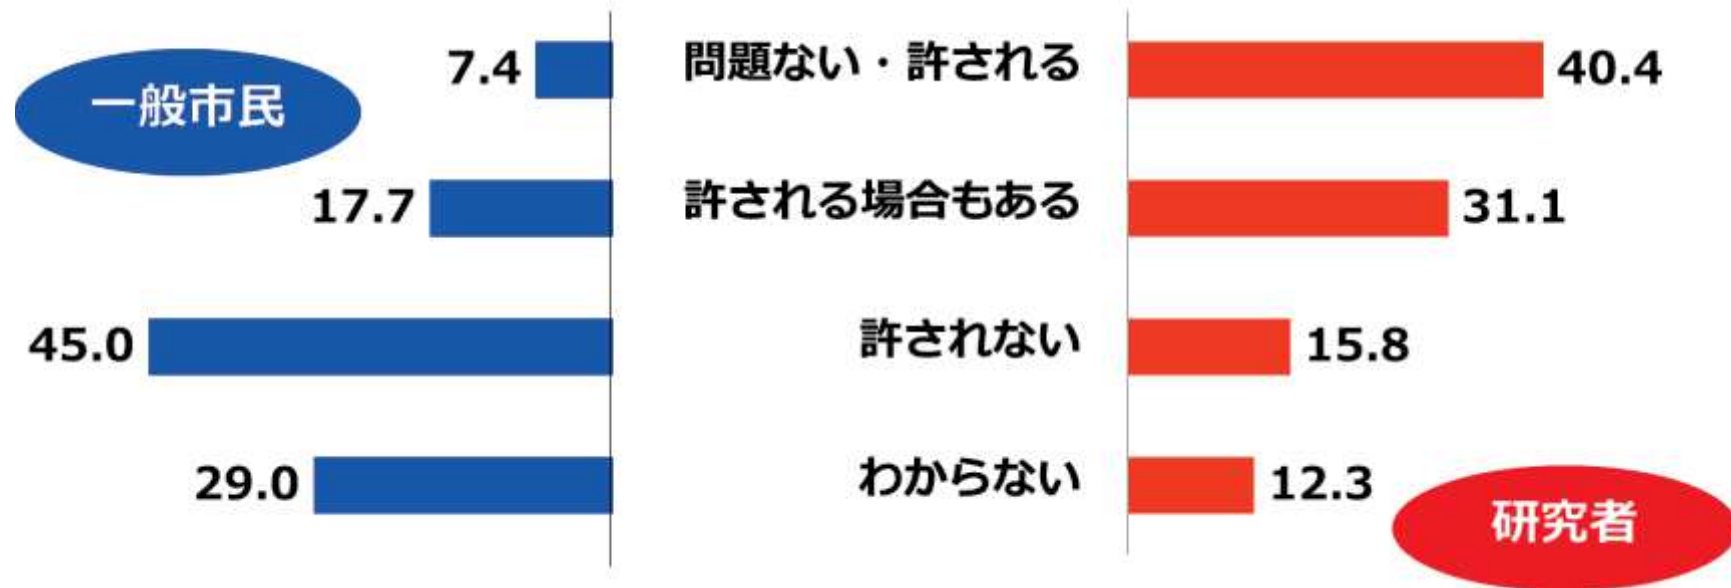 一般市民
7.4 問題ない・許される 40.4
17.7 許される場合もある 31.1
45.0 許されない 15.8
29.0 わからない 12.3
研究者